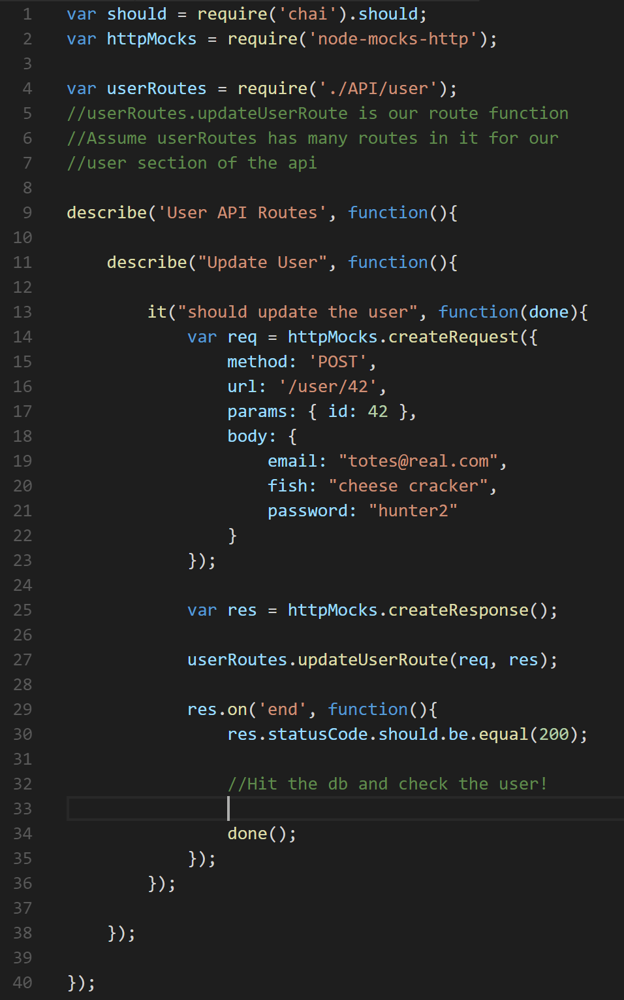 1 var should = require('chai').should;
2 var httpMocks = require('node-mocks-http');
3
4 var userRoutes = require('./API/user');
5 //userRoutes.updateUserRoute is our route function
6 //Assume userRoutes has many routes in it for our
7 //user section of the api
8
9 describe('User API Routes', function(){
10
11     describe("Update User", function(){
12
13         it("should update the user", function(done){
14             var req = httpMocks.createRequest({
15                 method: 'POST',
16                 url: '/user/42',
17                 params: { id: 42 },
18                 body: {
19                     email: "totes@real.com",
20                     fish: "cheese cracker",
21                     password: "hunter2"
22                 }
23             });
24
25             var res = httpMocks.createResponse();
26
27             userRoutes.updateUserRoute(req, res);
28
29             res.on('end', function(){
30                 res.statusCode.should.be.equal(200);
31
32                 //Hit the db and check the user!
33
34                 done();
35             });
36         });
37
38     });
39
40 });